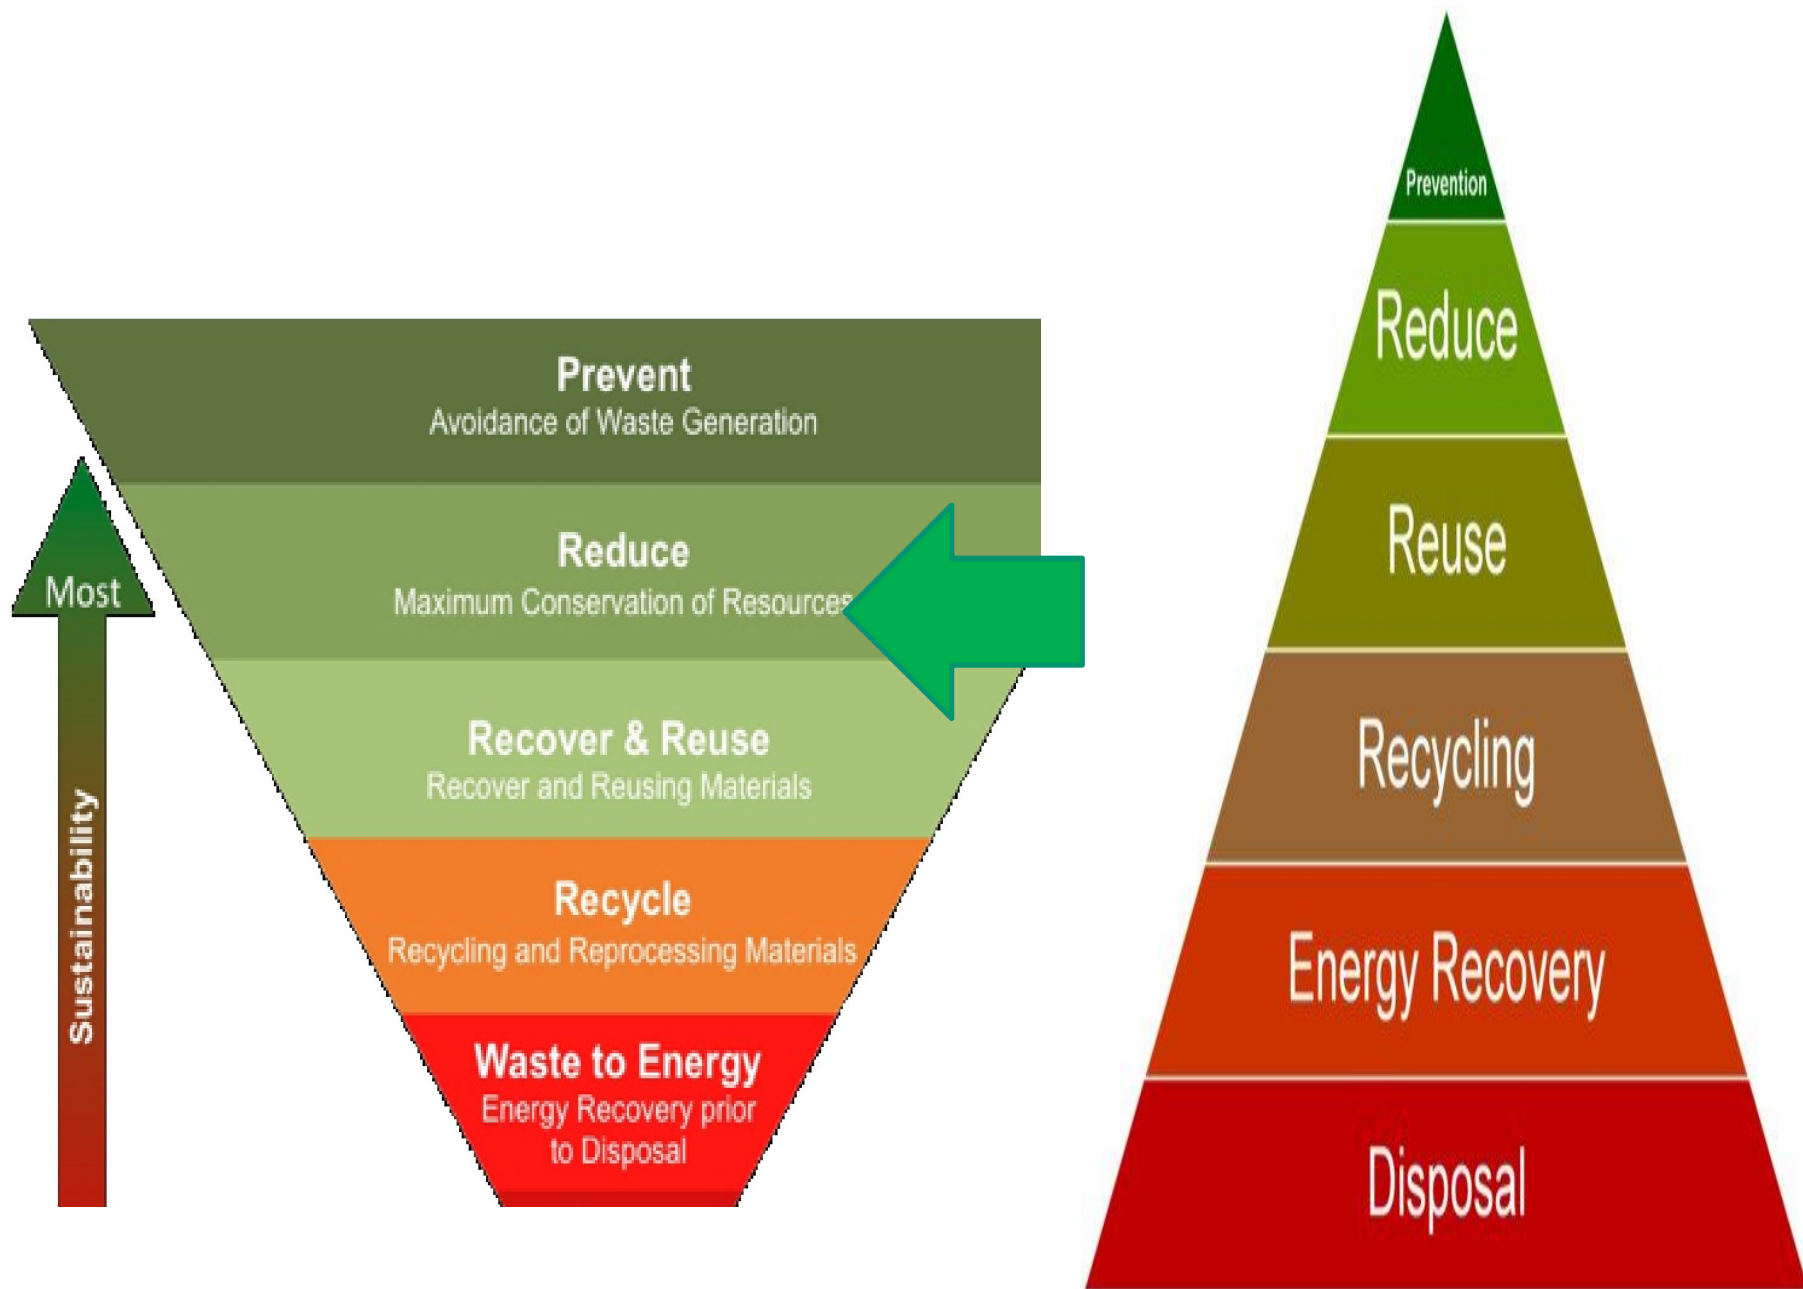 Prevent
Avoidance of Waste Generation
Reduce
Maximum Conservation of Resources
Recover & Reuse
Recover and Reusing Materials
Recycle
Recycling and Reprocessing Materials
Waste to Energy
Energy Recovery prior
to Disposal
Most
Sustainability
Prevention
Reduce
Reuse
Recycling
Energy Recovery
Disposal